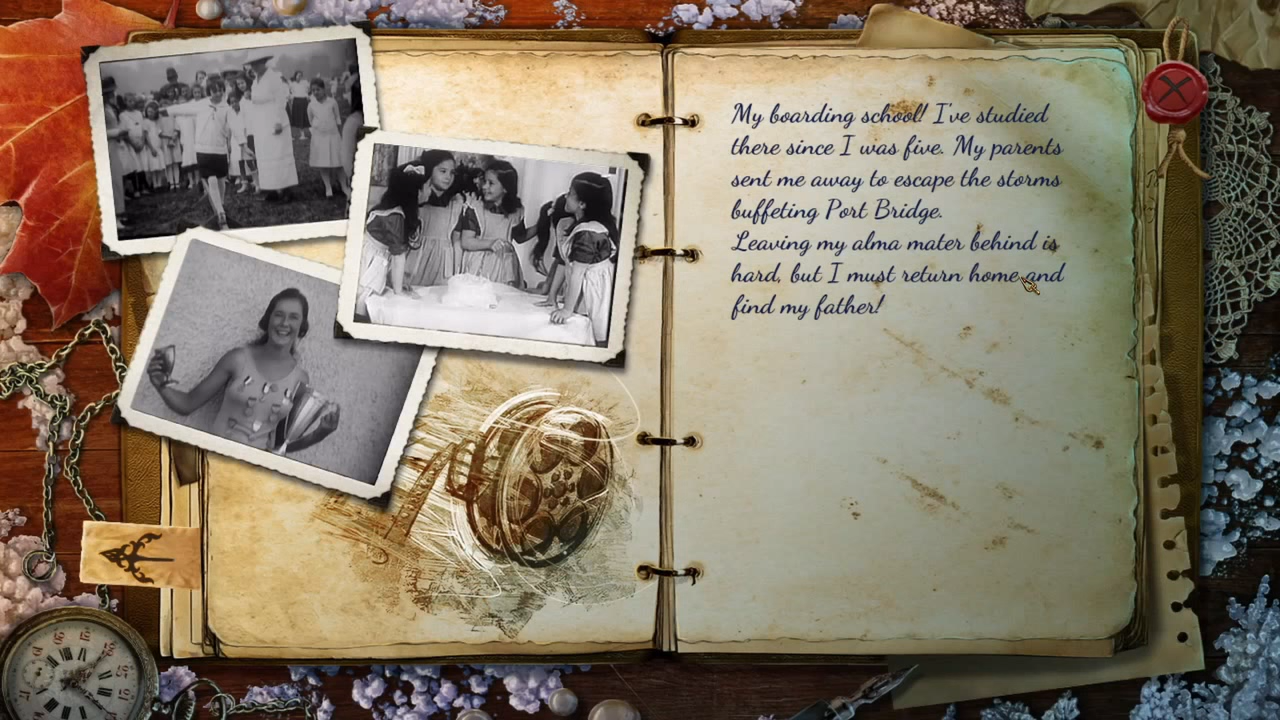 My boarding school! I've studied
there since I was five. My parents
sent me away to escape the storms
buffeting Port Bridge.
Leaving my alma mater behind is
hard, but I must return home and
find my father!